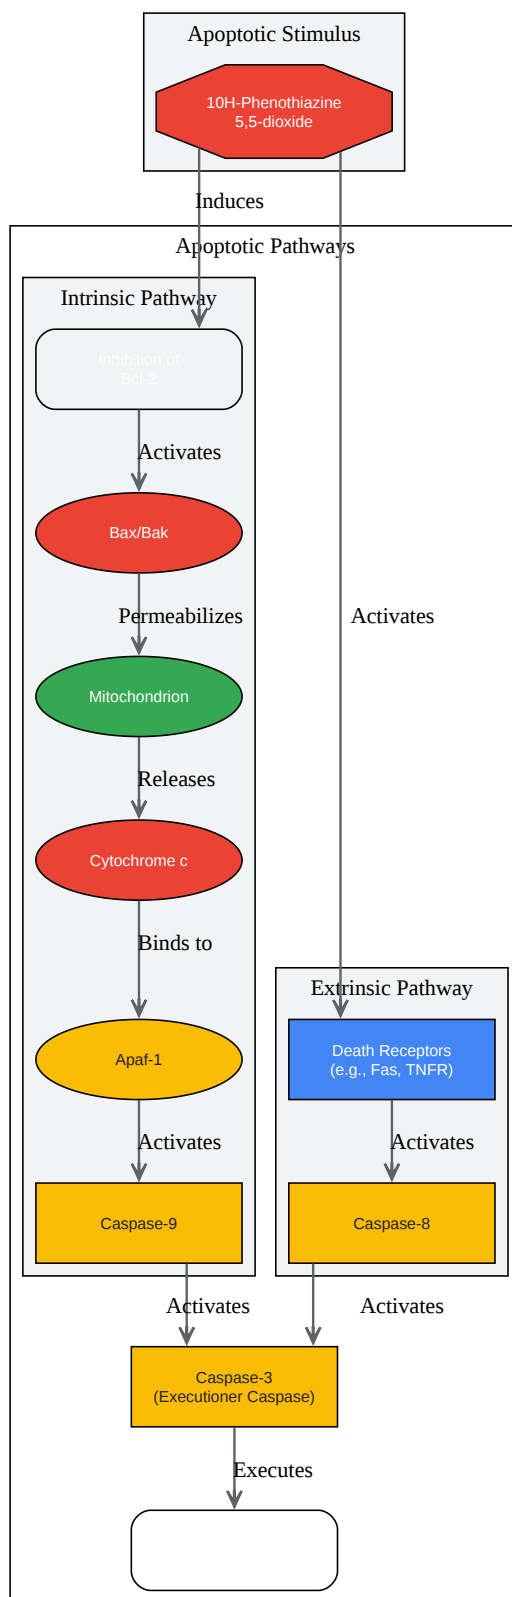 Apoptotic Stimulus
10H-Phenothiazine
5,5-dioxide
Induces
Apoptotic Pathways
Intrinsic Pathway
Inhibition of
Bcl-2
Activates
Bax/Bak
Permeabilizes
Activates
Mitochondrion
Releases
Cytochrome c
Binds to
Extrinsic Pathway
Apaf-1
Death Receptors
(e.g., Fas, TNFR)
Activates
Activates
Caspase-9
Caspase-8
Activates
Activates
Caspase-3
(Executioner Caspase)
Executes